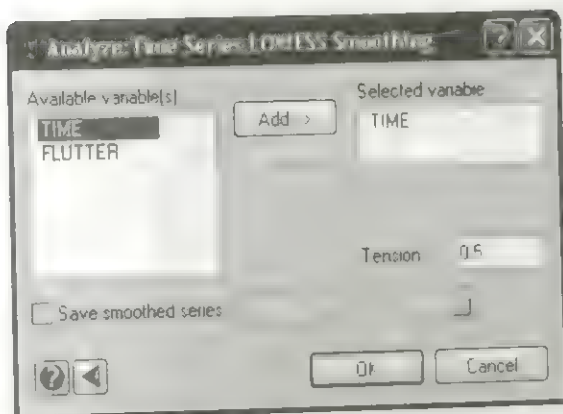 Analyze: Time Series: LOWESS Smoothing
Available variable(s)
Add >
Selected variable
TIME
FLUTTER
TIME
Tension 0.5
Save smoothed series
OK
Cancel